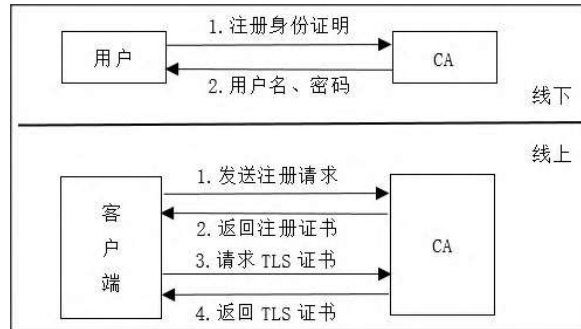 1.注册身份证明
用户
CA
2.用户名、密码
线下
线上
1.发送注册请求
客户端
2.返回注册证书
CA
3.请求 TLS 证书
4.返回 TLS 证书